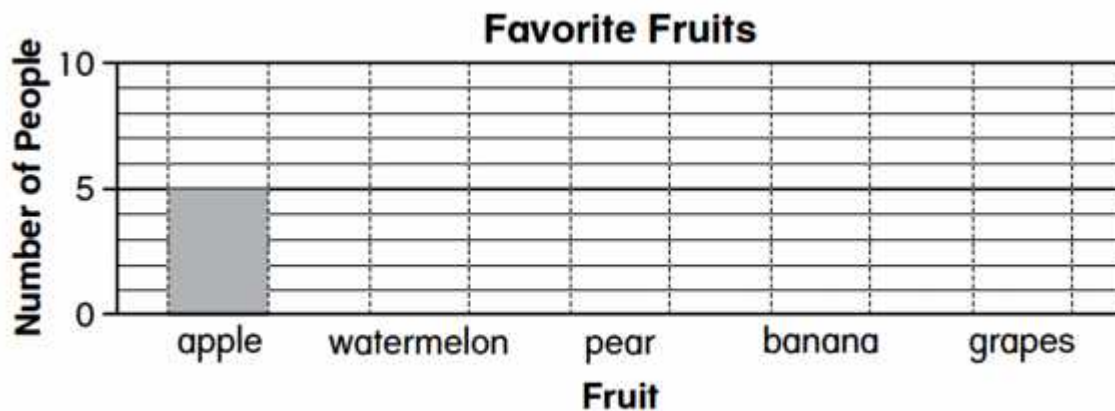 Favorite Fruits
Number of People
10
5
0
apple watermelon pear banana grapes
Fruit